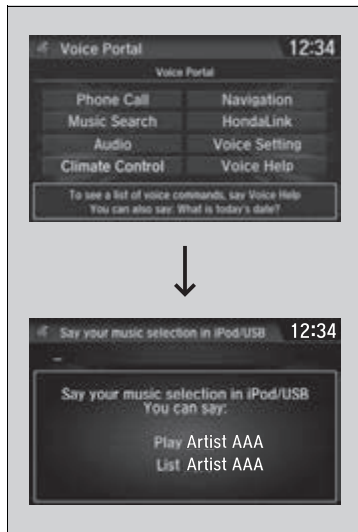 Voice Portal 12:34
Voice Portal
Phone Call Navigation
Music Search HondaLink
Audio Voice Setting
Climate Control Voice Help
To see a list of voice commands, say Voice Help
You can also say: What is today's date?
Say your music selection in iPod/USB 12:34
Say your music selection in iPod/USB
You can say:
Play Artist AAA
List Artist AAA